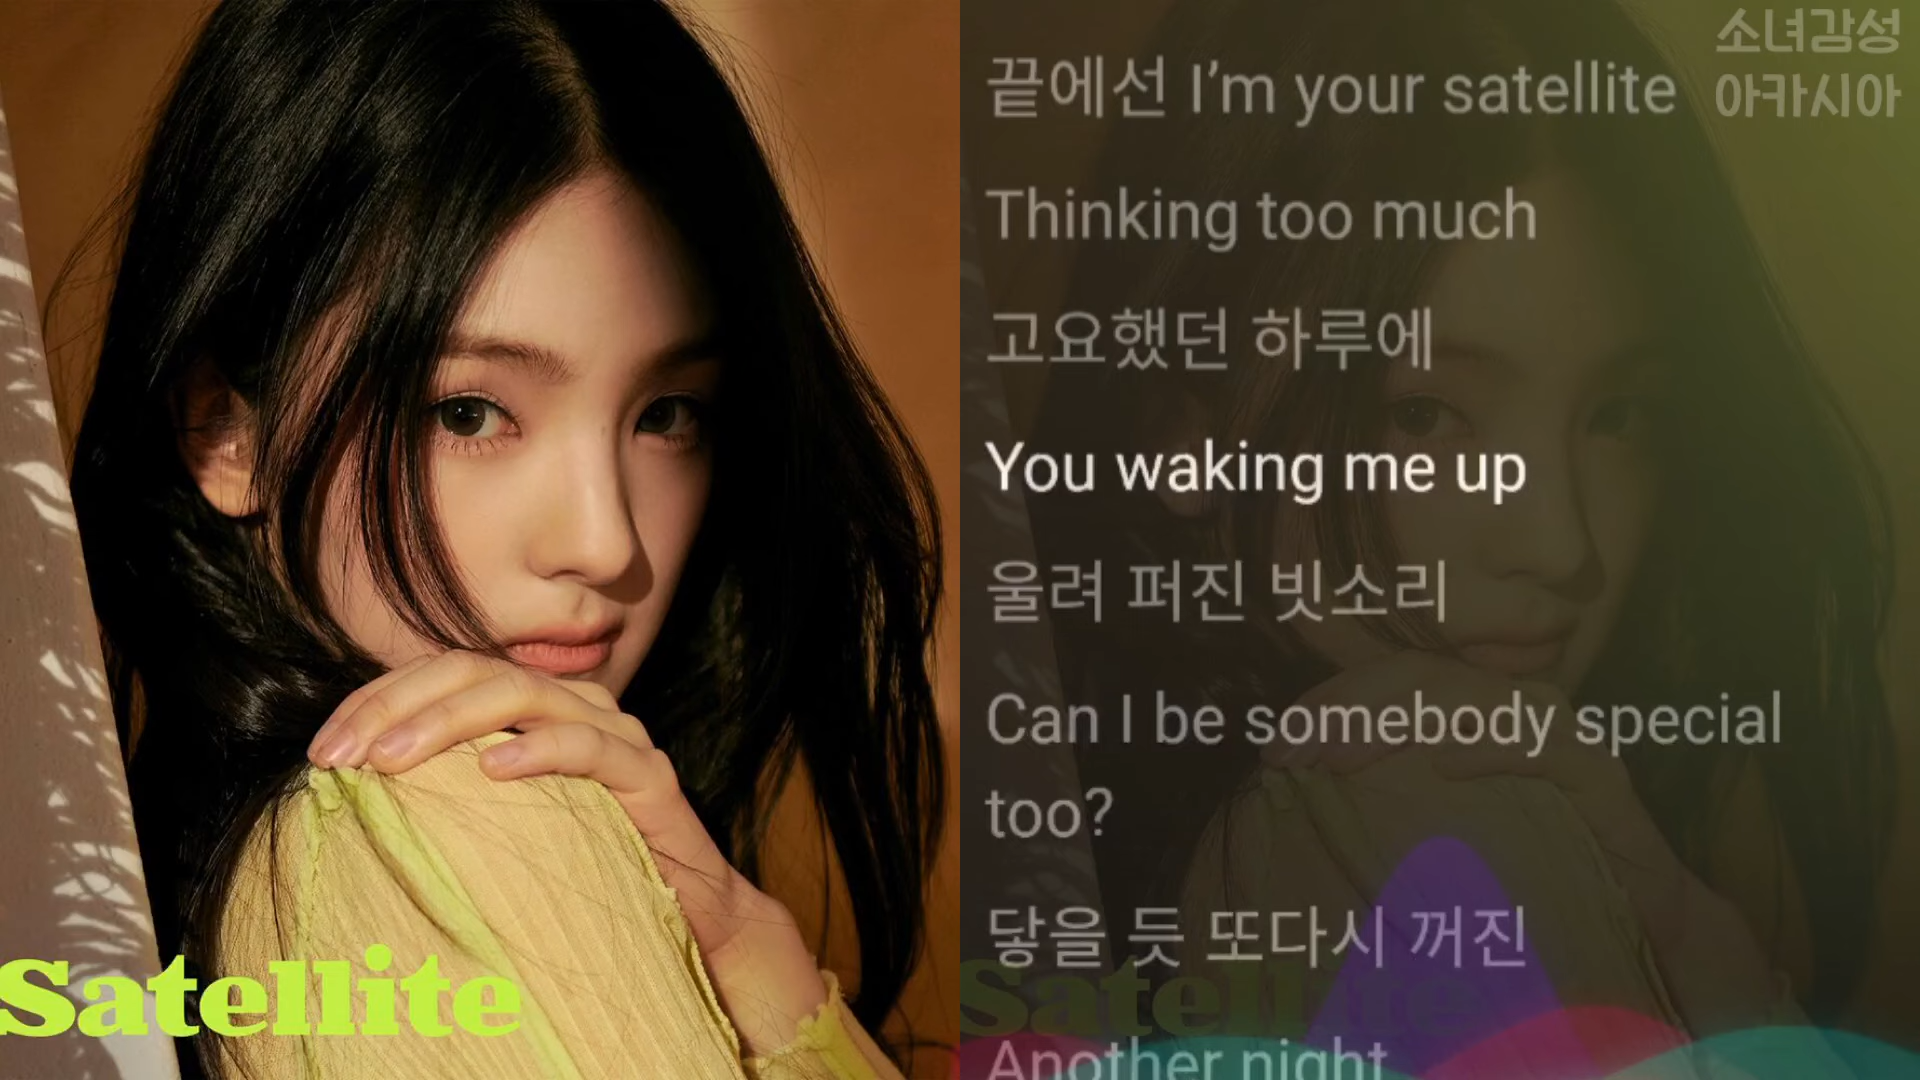 Satellite
소녀감성
아카시아
끝에선 I’m your satellite
Thinking too much
고요했던 하루에
You waking me up
울려 퍼진 빗소리
Can I be somebody special
too?
닿을 듯 또다시 꺼진
Satellite
Another night